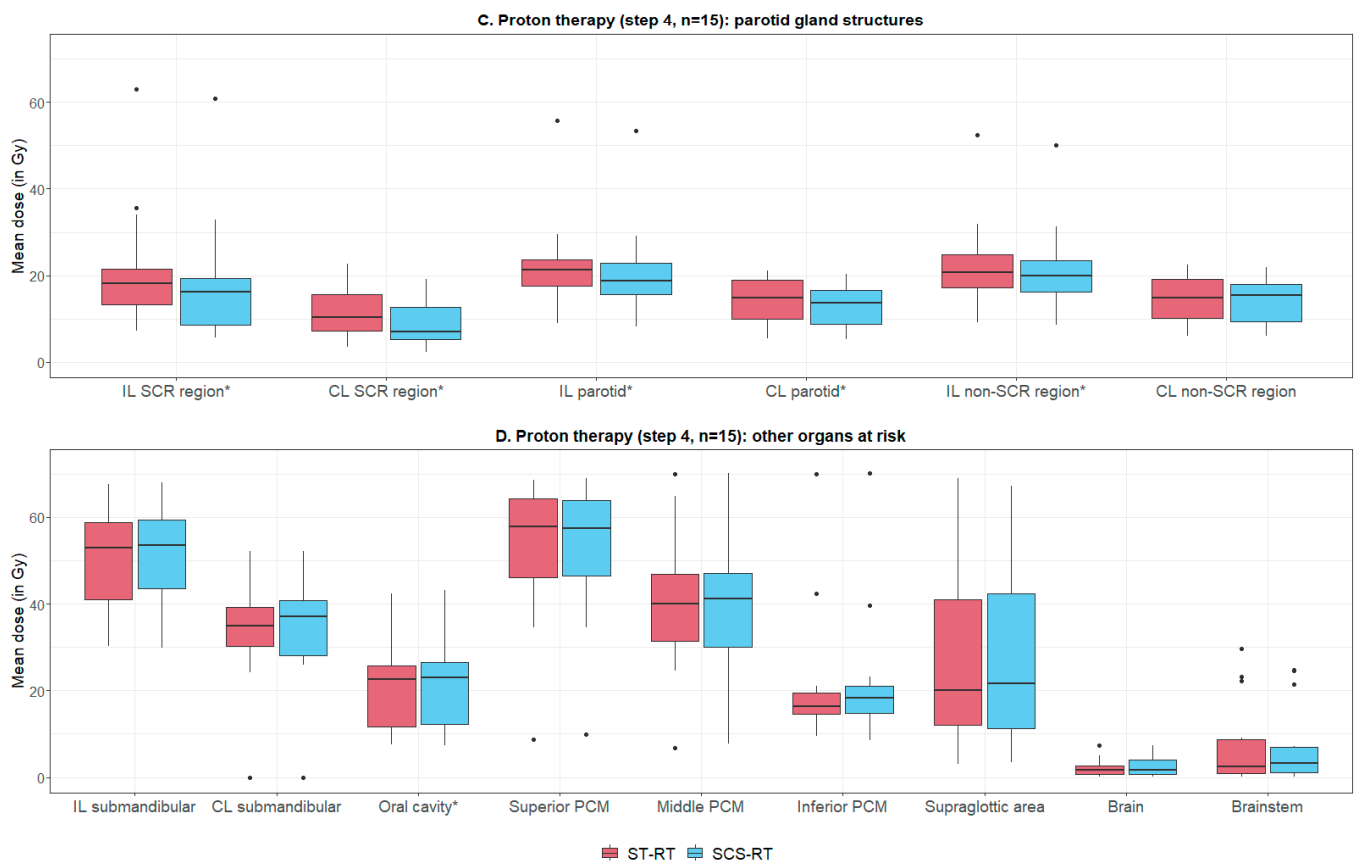 C. Proton therapy (step 4, n=15): parotid gland structures
Mean dose (in Gy)
60
40
20
0
IL SCR region* CL SCR region* IL parotid* CL parotid* IL non-SCR region* CL non-SCR region
D. Proton therapy (step 4, n=15): other organs at risk
Mean dose (in Gy)
60
40
20
0
IL submandibular CL submandibular Oral cavity* Superior PCM Middle PCM Inferior PCM Supraglottic area Brain Brainstem
ST-RT SCS-RT